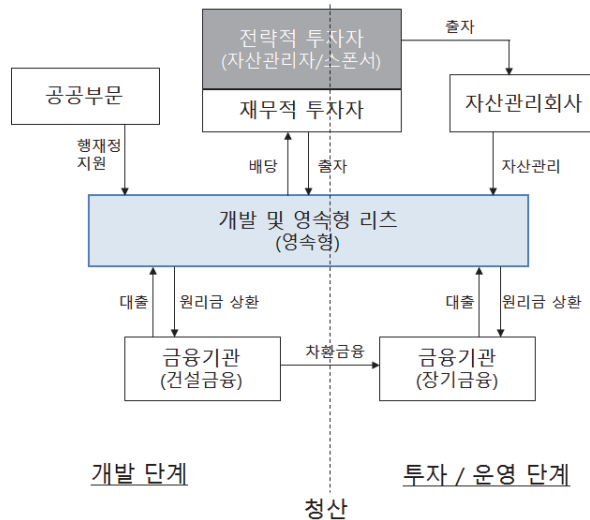 전략적 투자자
(자산관리자/스폰서)
출자
공공부문
재무적 투자자
자산관리회사
행재정
지원
배당
출자
자산관리
개발 및 영속형 리츠
(영속형)
대출
원리금 상환
대출
원리금 상환
금융기관
(건설금융)
차환금융
금융기관
(장기금융)
개발 단계
투자 / 운영 단계
청산